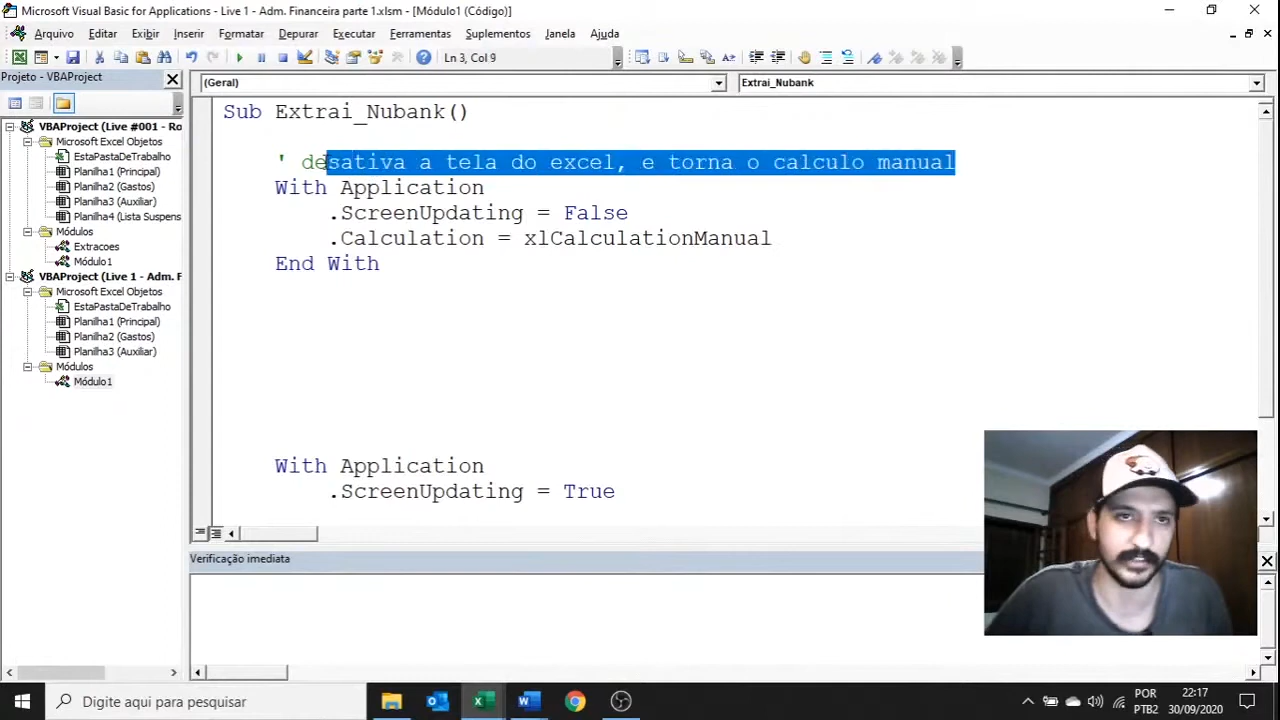 Microsoft Visual Basic for Applications - Live 1 - Adm. Financeira parte 1.xlsm - [Módulo1 (Código)]
Arquivo Editar Exibir Inserir Formatar Depurar Executar Ferramentas Suplementos Janela Ajuda
Ln 3, Col 9
Projeto - VBAProject
(Geral)
Extrai_Nubank
VBAProject (Live #001 - Ro
Microsoft Excel Objetos
EstaPastaDeTrabalho
Planilha1 (Principal)
Planilha2 (Gastos)
Planilha3 (Auxiliar)
Planilha4 (Lista Suspens
Módulos
Extracoes
Módulo1
VBAProject (Live 1 - Adm. F
Microsoft Excel Objetos
EstaPastaDeTrabalho
Planilha1 (Principal)
Planilha2 (Gastos)
Planilha3 (Auxiliar)
Módulos
Módulo1
Sub Extrai_Nubank()
' desativa a tela do excel, e torna o calculo manual
With Application
.ScreenUpdating = False
.Calculation = xlCalculationManual
End With
With Application
.ScreenUpdating = True
Verificação imediata
Digite aqui para pesquisar
POR
PTB2
22:17
30/09/2020